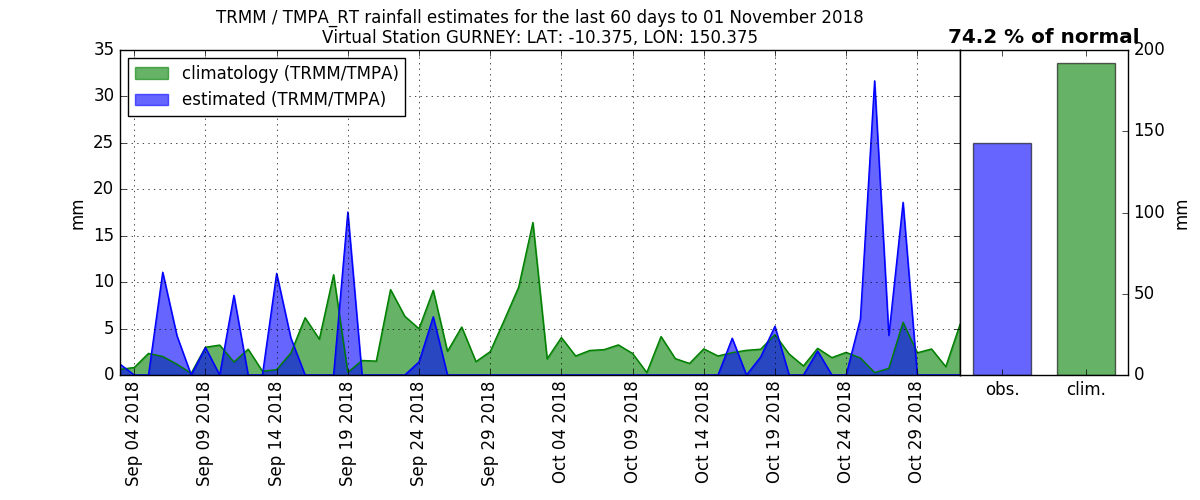 TRMM / TMPA_RT rainfall estimates for the last 60 days to 01 November 2018
Virtual Station GURNEY: LAT: -10.375, LON: 150.375
74.2 % of normal
climatology (TRMM/TMPA)
estimated (TRMM/TMPA)
mm
35
30
25
20
15
10
5
0
200
150
100
50
0
mm
Sep 04 2018
Sep 09 2018
Sep 14 2018
Sep 19 2018
Sep 24 2018
Sep 29 2018
Oct 04 2018
Oct 09 2018
Oct 14 2018
Oct 19 2018
Oct 24 2018
Oct 29 2018
obs.
clim.